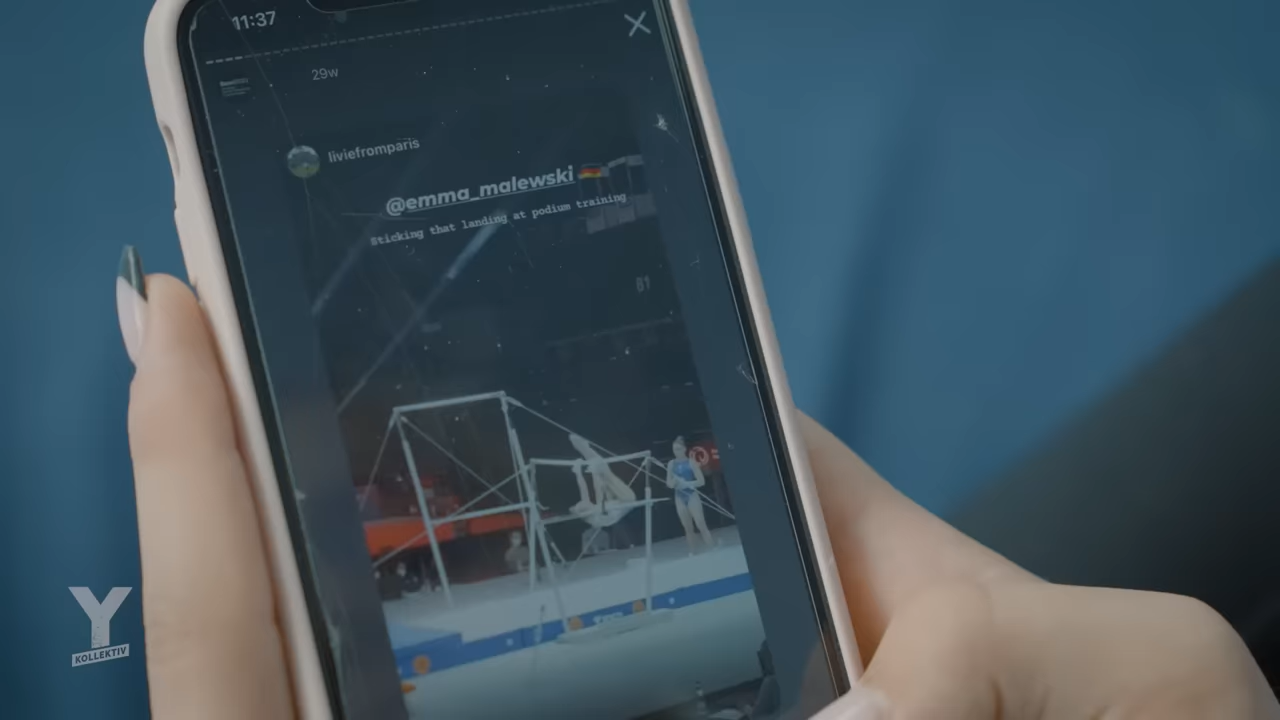 11:37
29w
liviefromparis
@emma_malewski 🇩🇪
Sticking that landing at podium training
Y
KOLLEKTIV